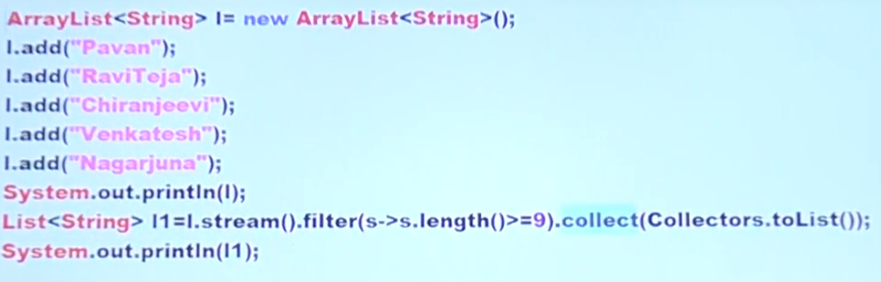 ArrayList<String> l= new ArrayList<String>();
l.add("Pavan");
l.add("RaviTeja");
l.add("Chiranjeevi");
l.add("Venkatesh");
l.add("Nagarjuna");
System.out.println(l);
List<String> l1=l.stream().filter(s->s.length()>=9).collect(Collectors.toList());
System.out.println(l1);